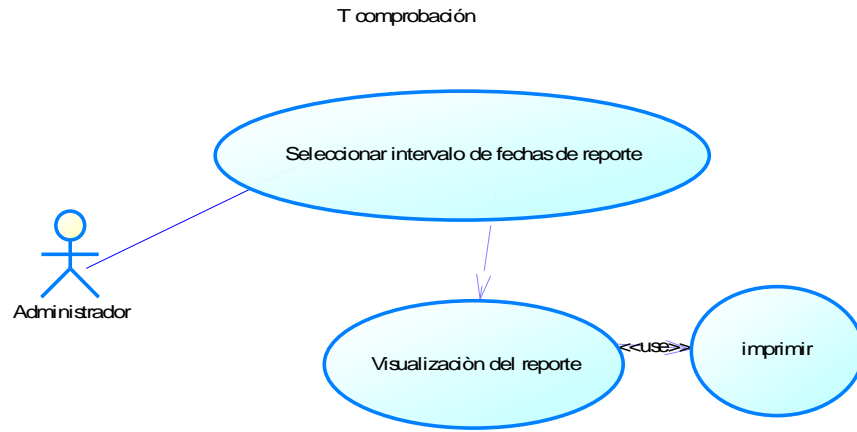 T comprobación
Seleccionar intervalo de fechas de reporte
Administrador
Visualizaciòn del reporte
<<use>>
imprimir